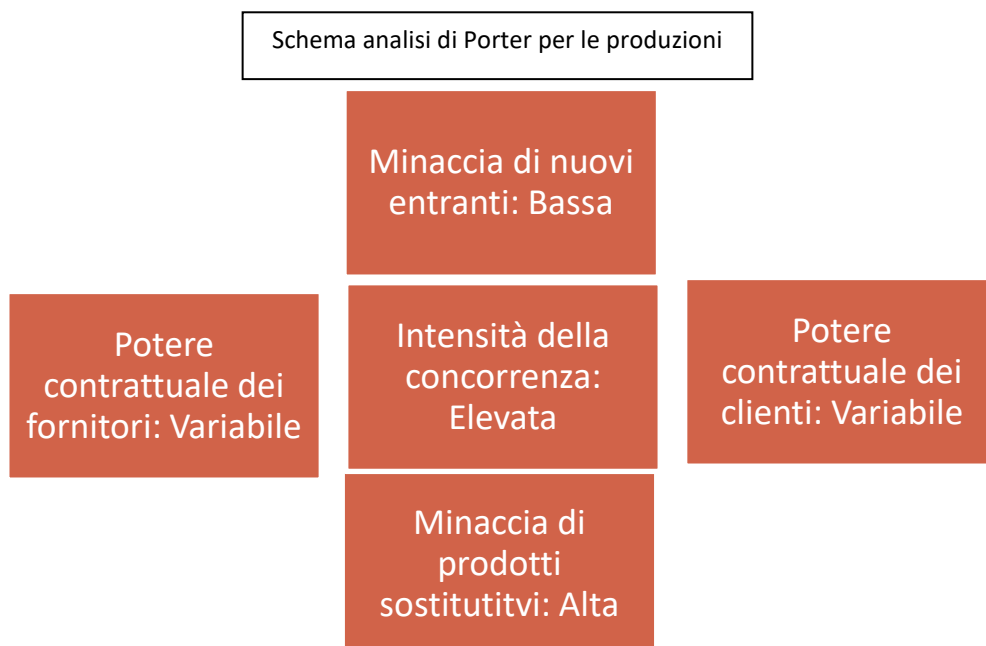 Schema analisi di Porter per le produzioni
Minaccia di nuovi
entranti: Bassa
Potere
contrattuale dei
fornitori: Variabile
Intensità della
concorrenza:
Elevata
Potere
contrattuale dei
clienti: Variabile
Minaccia di
prodotti
sostitutitvi: Alta